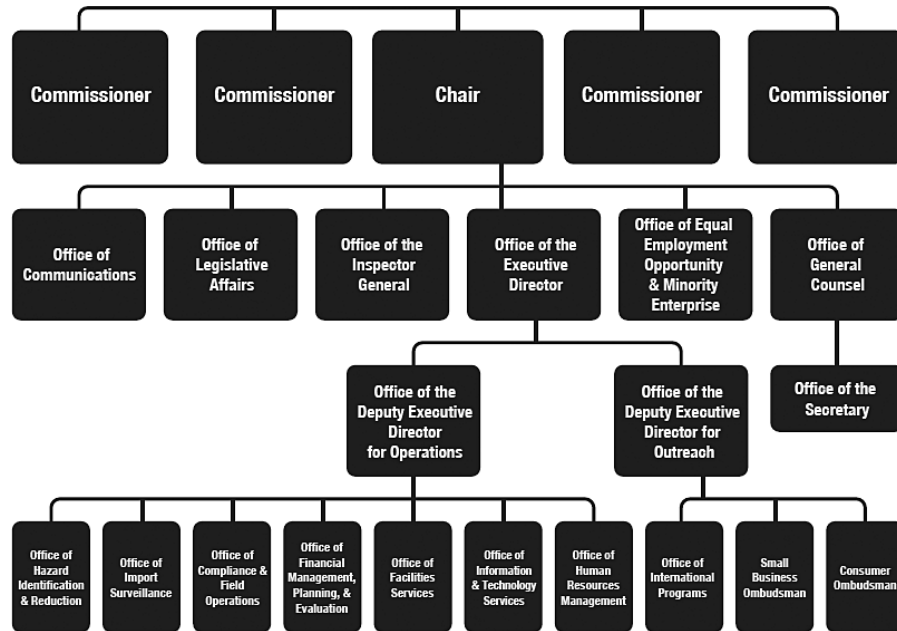 Commissioner
Commissioner
Chair
Commissioner
Commissioner
Office of
Communications
Office of
Legislative
Affairs
Office of the
Inspector
General
Office of the
Executive
Director
Office of Equal
Employment
Opportunity
& Minority
Enterprise
Office of
General
Counsel
Office of the
Deputy Executive
Director
for Operations
Office of the
Deputy Executive
Director for
Outreach
Office of the
Secretary
Office of
Hazard
Identification
& Reduction
Office of
Import
Surveillance
Office of
Compliance &
Field
Operations
Office of
Financial
Management,
Planning, &
Evaluation
Office of
Facilities
Services
Office of
Information
& Technology
Services
Office of
Human
Resources
Management
Office of
International
Programs
Small
Business
Ombudsman
Consumer
Ombudsman